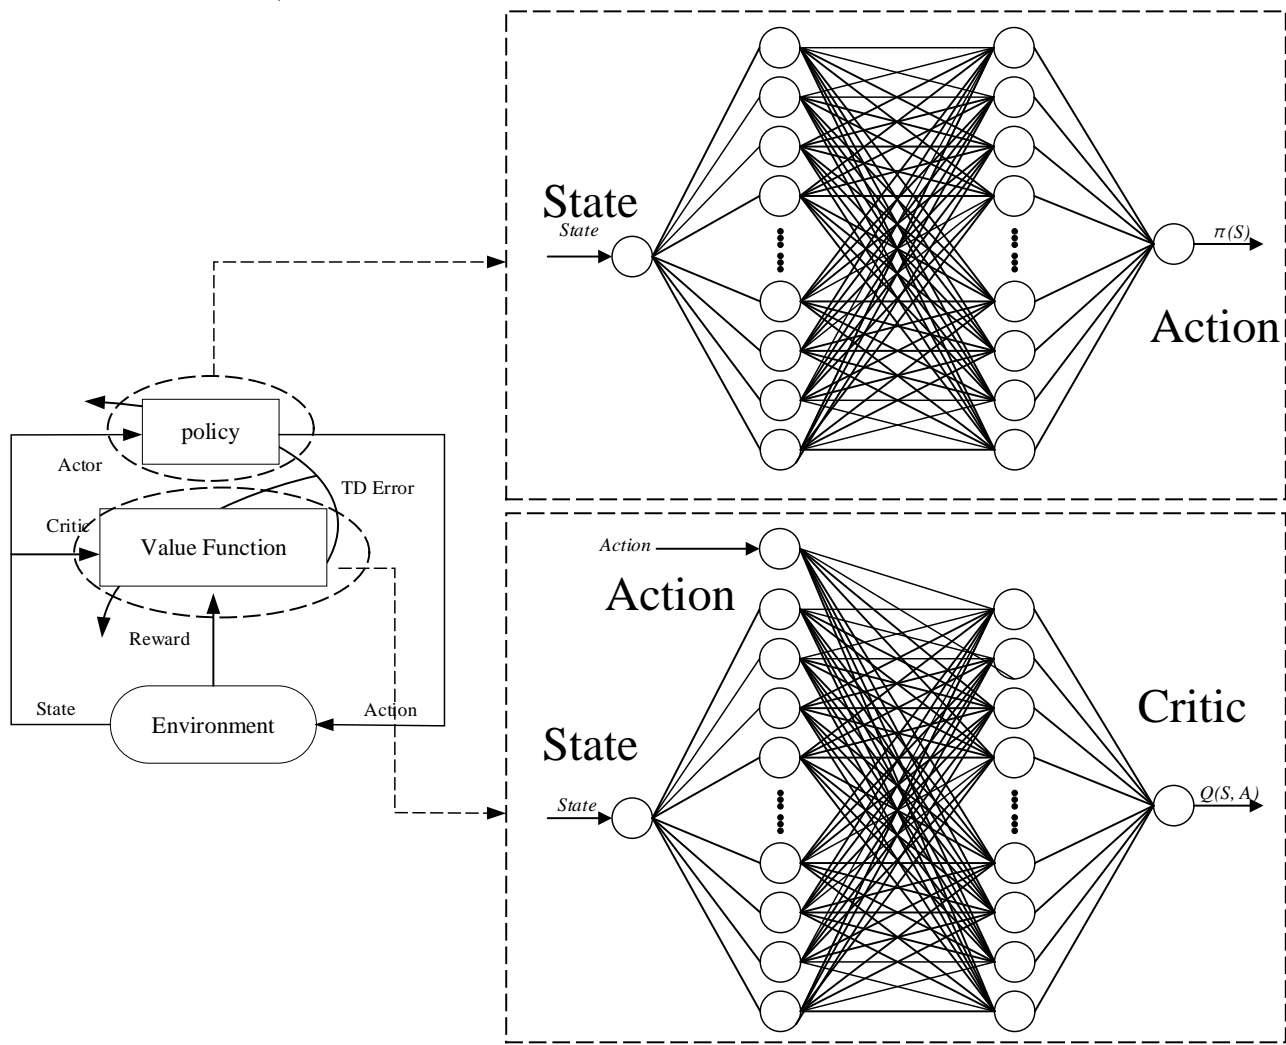 State
State
π(S)
Action
policy
Actor
TD Error
Critic
Value Function
Reward
State
Environment
Action
Action
Action
State
State
Critic
Q(S, A)